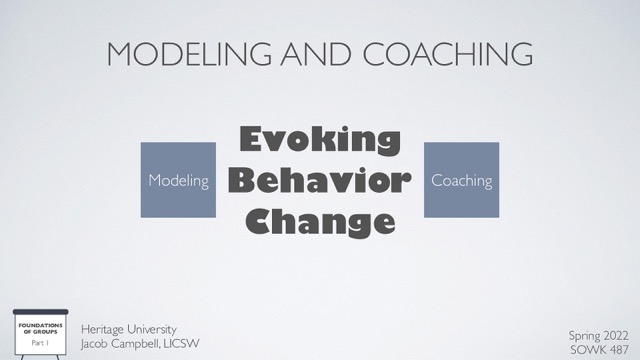 MODELING AND COACHING
Modeling
Evoking
Behavior
Change
Coaching
FOUNDATIONS
OF GROUPS
Part 1
Heritage University
Jacob Campbell, LICSW
Spring 2022
SOWK 487